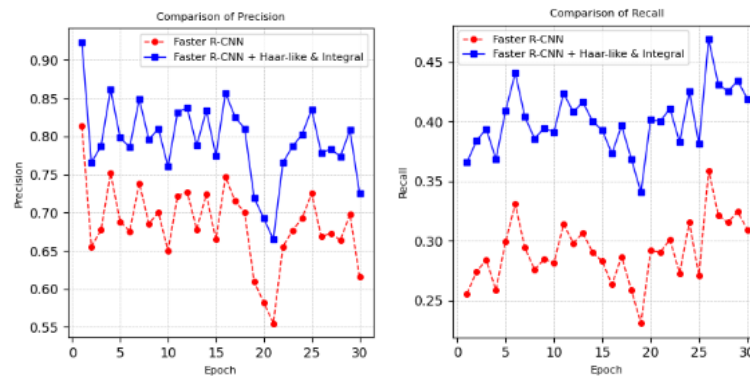 Comparison of Precision
Faster R-CNN
Faster R-CNN + Haar-like & Integral
0.90
0.85
0.80
0.75
0.70
0.65
0.60
0.55
Precision
0 5 10 15 20 25 30
Epoch
Comparison of Recall
Faster R-CNN
Faster R-CNN + Haar-like & Integral
0.45
0.40
0.35
0.30
0.25
Recall
0 5 10 15 20 25 30
Epoch